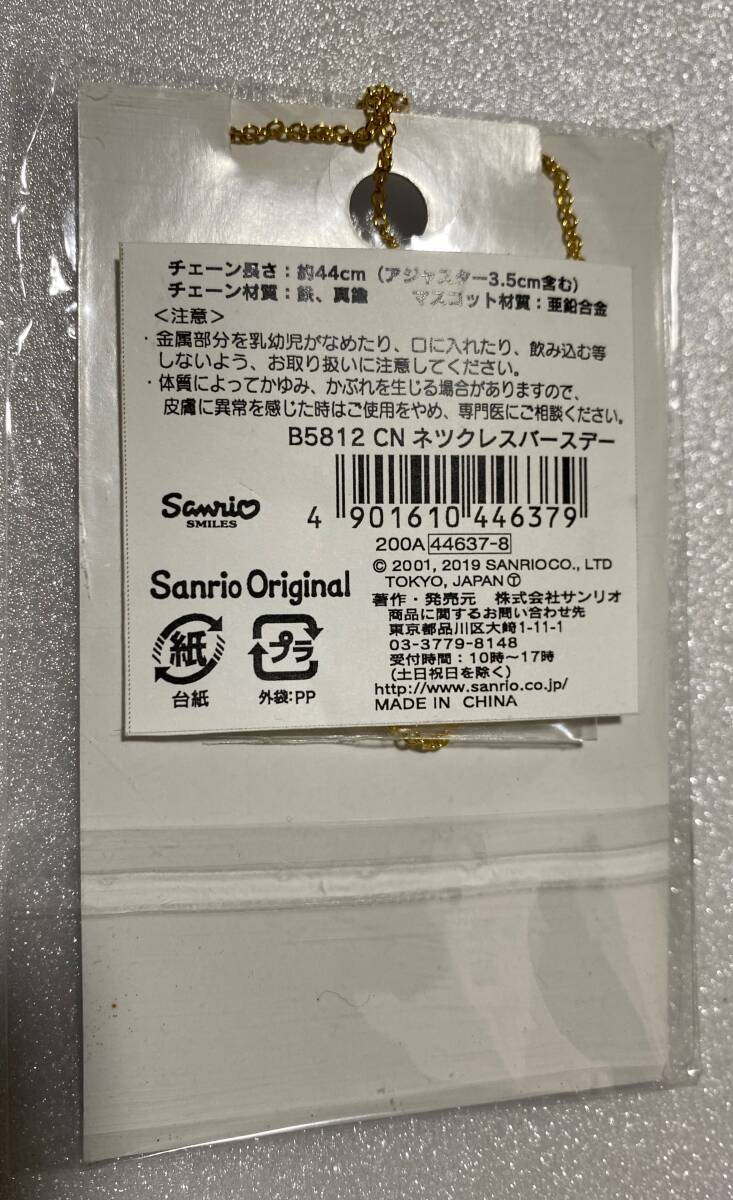 チェーン長さ：約44cm（アジャスター3.5cm含む）
チェーン材質：鉄、真鍮　マスコット材質：亜鉛合金
＜注意＞
・金属部分を乳幼児がなめたり、口に入れたり、飲み込む等
しないよう、お取り扱いに注意してください。
・体質によってかゆみ、かぶれを生じる場合がありますので、
皮膚に異常を感じた時はご使用をやめ、専門医にご相談ください。
B5812 CN ネツクレスバースデー
Sanrio
SMILES
4 901610 446379
200A 44637-8
© 2001, 2019 SANRIO CO., LTD
TOKYO, JAPAN Ⓣ
Sanrio Original
著作・発売元　株式会社サンリオ
商品に関するお問い合わせ先
東京都品川区大崎1-11-1
03-3779-8148
受付時間：10時〜17時
（土日祝日を除く）
http://www.sanrio.co.jp/
MADE IN CHINA
紙
台紙
プラ
外袋：PP